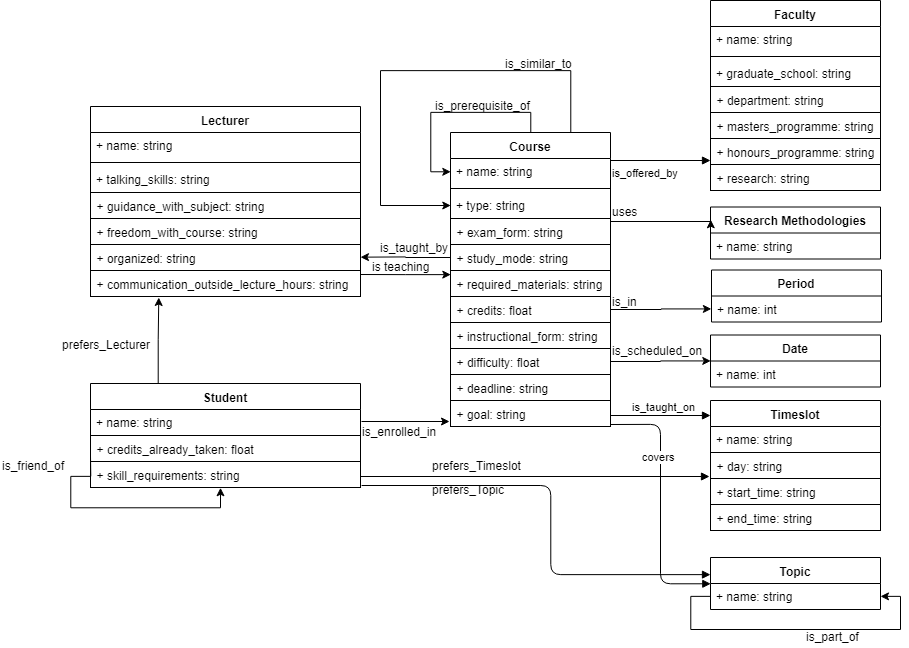 Faculty
+ name: string
+ graduate_school: string
+ department: string
+ masters_programme: string
+ honours_programme: string
+ research: string
is_similar_to
is_prerequisite_of
Lecturer
+ name: string
+ talking_skills: string
+ guidance_with_subject: string
+ freedom_with_course: string
+ organized: string
+ communication_outside_lecture_hours: string
Course
+ name: string
+ type: string
+ exam_form: string
+ study_mode: string
+ required_materials: string
+ credits: float
+ instructional_form: string
+ difficulty: float
+ deadline: string
+ goal: string
is_offered_by
uses
Research Methodologies
+ name: string
is_taught_by
is teaching
is_in
Period
+ name: int
is_scheduled_on
Date
+ name: int
prefers_Lecturer
Student
+ name: string
+ credits_already_taken: float
+ skill_requirements: string
is_friend_of
is_enrolled_in
is_taught_on
covers
prefers_Timeslot
prefers_Topic
Timeslot
+ name: string
+ day: string
+ start_time: string
+ end_time: string
Topic
+ name: string
is_part_of